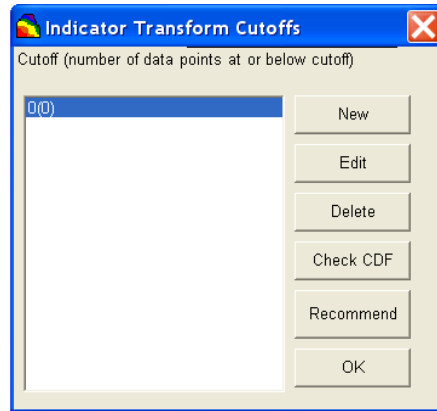 Indicator Transform Cutoffs
Cutoff (number of data points at or below cutoff)
0(0)
New
Edit
Delete
Check CDF
Recommend
OK